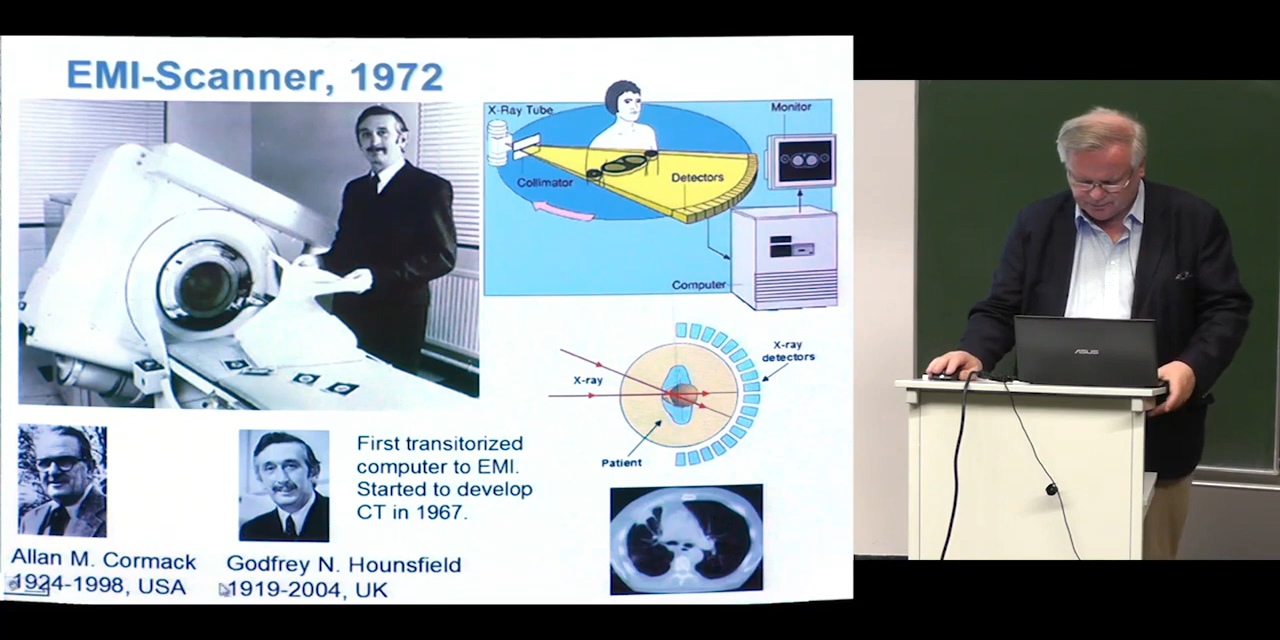 EMI-Scanner, 1972
X-Ray Tube
Monitor
Collimator
Detectors
Computer
X-ray
detectors
X-ray
Patient
First transitorized
computer to EMI.
Started to develop
CT in 1967.
Allan M. Cormack
1924-1998, USA
Godfrey N. Hounsfield
1919-2004, UK
ASUS